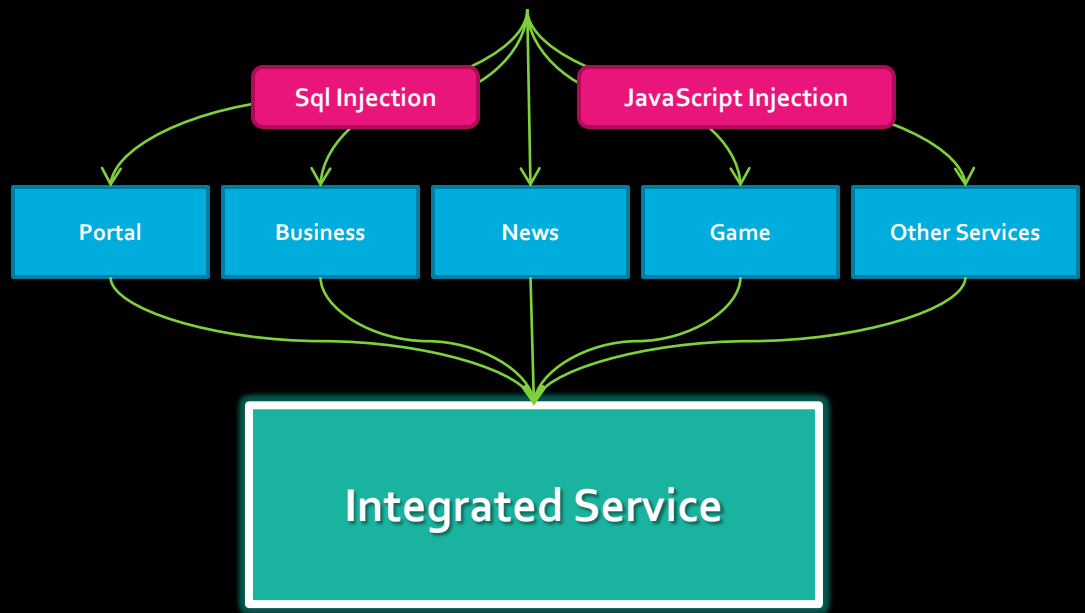 Sql Injection
JavaScript Injection
Portal
Business
News
Game
Other Services
Integrated Service